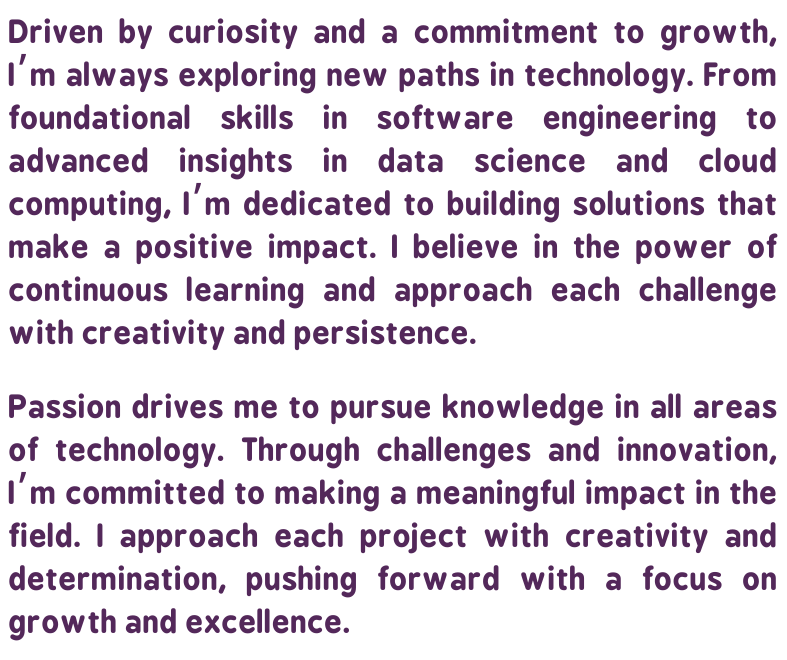 Driven by curiosity and a commitment to growth,
I'm always exploring new paths in technology. From
foundational skills in software engineering to
advanced insights in data science and cloud
computing, I'm dedicated to building solutions that
make a positive impact. I believe in the power of
continuous learning and approach each challenge
with creativity and persistence.
Passion drives me to pursue knowledge in all areas
of technology. Through challenges and innovation,
I'm committed to making a meaningful impact in the
field. I approach each project with creativity and
determination, pushing forward with a focus on
growth and excellence.